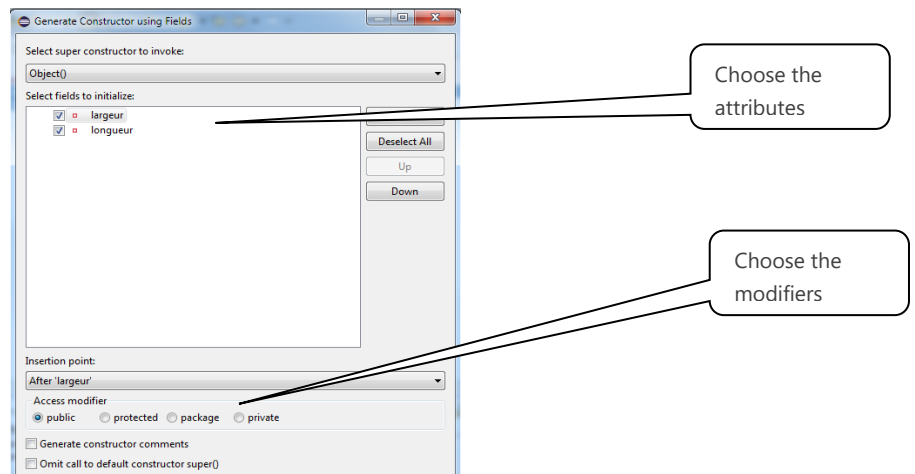 Generate Constructor using Fields
Select super constructor to invoke:
Object()
Select fields to initialize:
largeur
longueur
Deselect All
Up
Down
Choose the
attributes
Choose the
modifiers
Insertion point:
After 'largeur'
Access modifier
public protected package private
Generate constructor comments
Omit call to default constructor super()